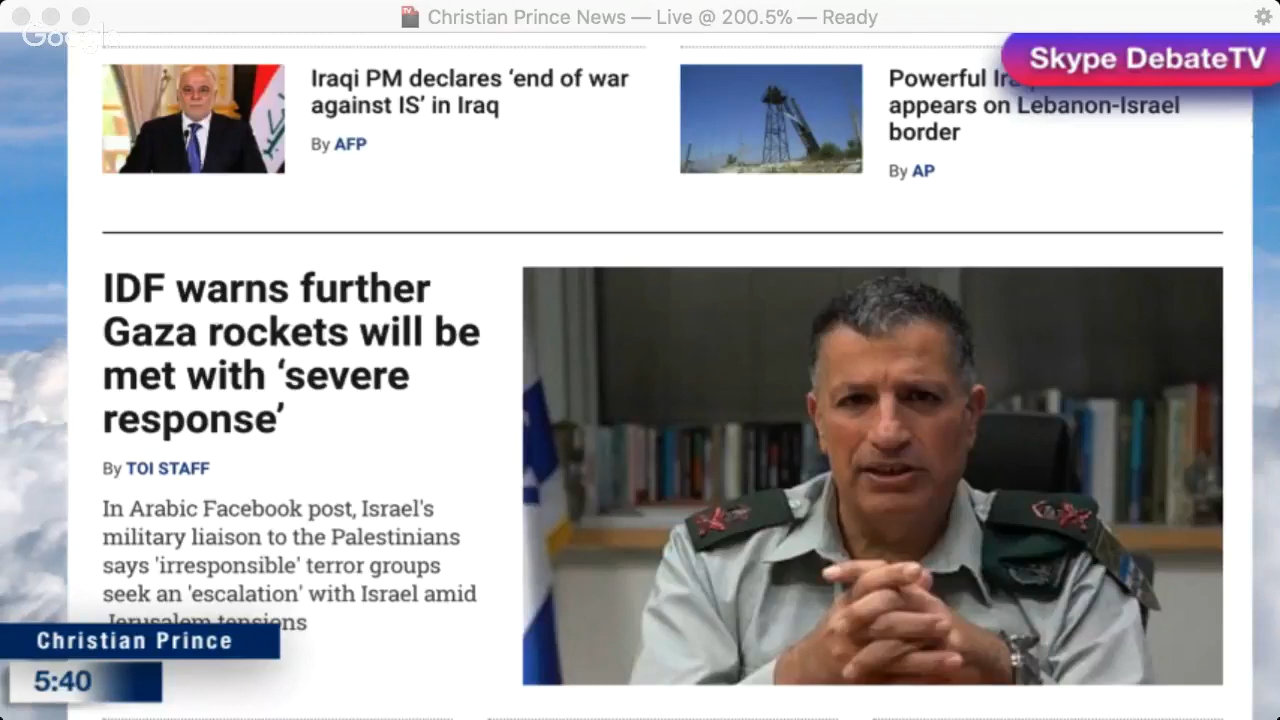 Christian Prince News — Live @ 200.5% — Ready
Google
Skype DebateTV
Iraqi PM declares ‘end of war
against IS’ in Iraq
By AFP
Powerful
appears on Lebanon-Israel
border
By AP
IDF warns further
Gaza rockets will be
met with ‘severe
response’
By TOI STAFF
In Arabic Facebook post, Israel's
military liaison to the Palestinians
says 'irresponsible' terror groups
seek an 'escalation' with Israel amid
Jerusalem tensions
Christian Prince
5:40